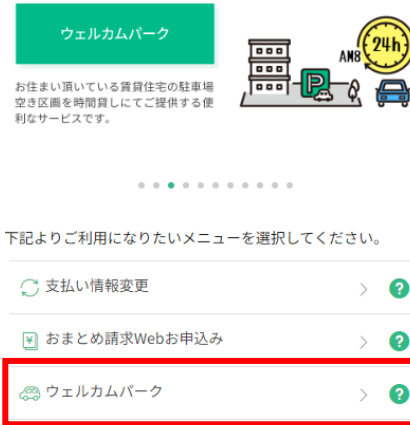 ウェルカムパーク
お住まい頂いている賃貸住宅の駐車場
空き区画を時間貸しにてご提供する便
利なサービスです。
AM8
24h
P
下記よりご利用になりたいメニューを選択してください。
支払い情報変更
?
¥
おまとめ請求Webお申込み
?
ウェルカムパーク
?